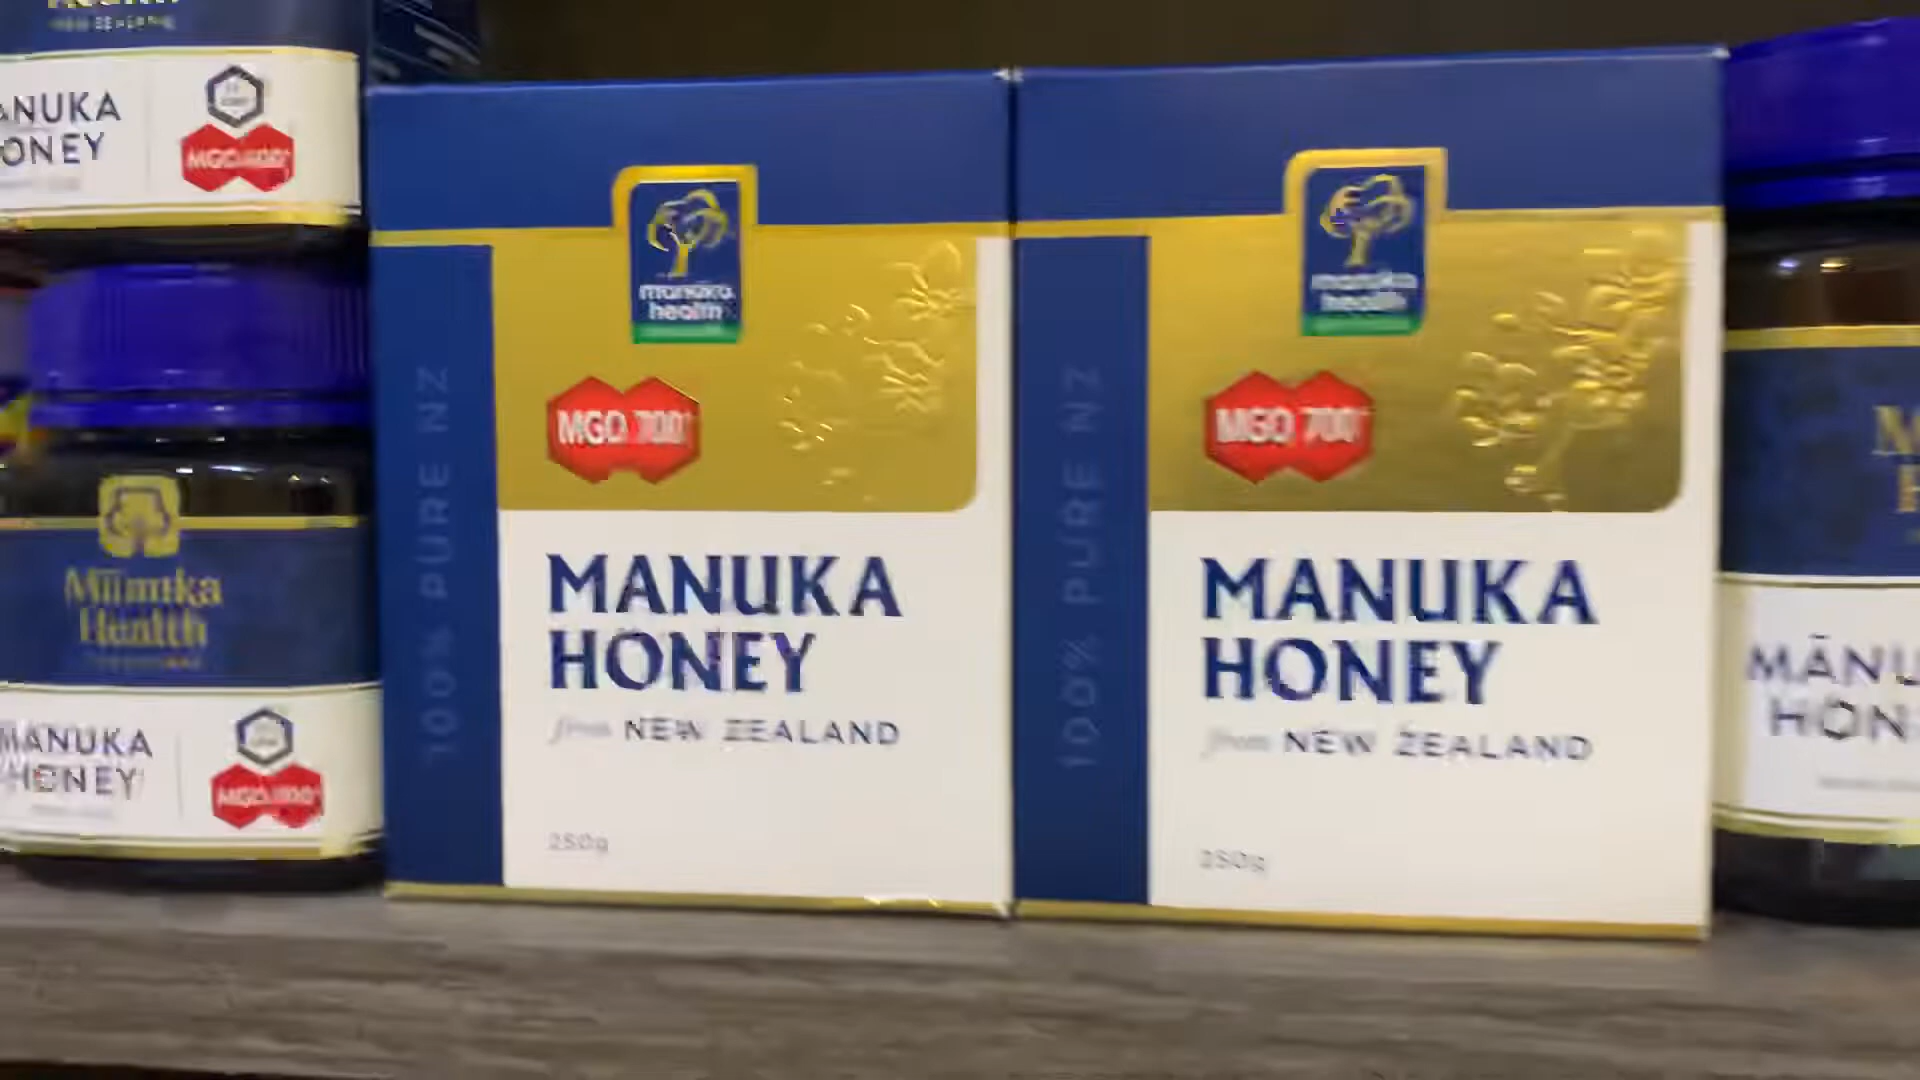 MANUKA
HONEY
Manuka
Health
MANUKA
HONEY
100% PURE NZ
manuka
health
MGO 700+
MANUKA
HONEY
from NEW ZEALAND
250g
100% PURE NZ
manuka
health
MGO 700+
MANUKA
HONEY
from NEW ZEALAND
250g